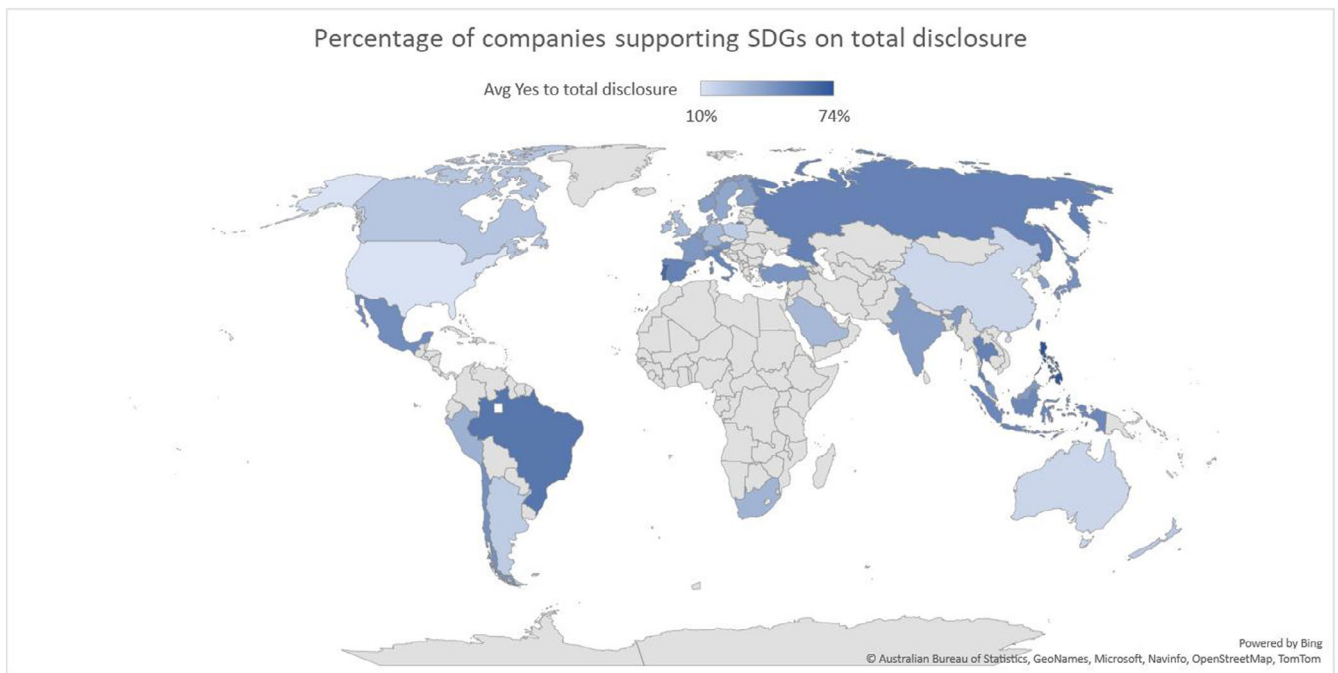 Percentage of companies supporting SDGs on total disclosure
Avg Yes to total disclosure
10% 74%
Powered by Bing
© Australian Bureau of Statistics, GeoNames, Microsoft, Navinfo, OpenStreetMap, TomTom